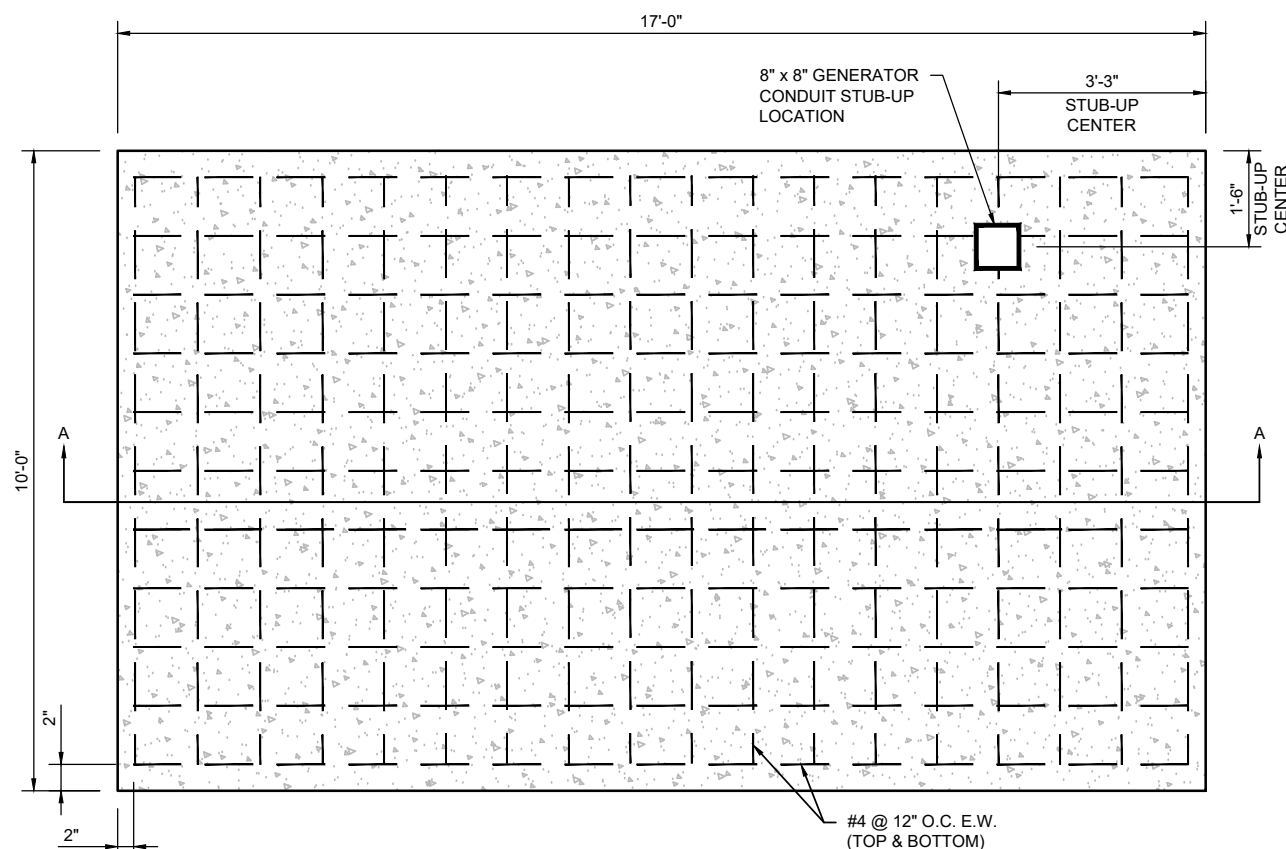 17'-0"
8" x 8" GENERATOR
CONDUIT STUB-UP
LOCATION
3'-3"
STUB-UP
CENTER
1'-6"
STUB-UP
CENTER
A
A
10'-0"
2"
2"
#4 @ 12" O.C. E.W.
(TOP & BOTTOM)